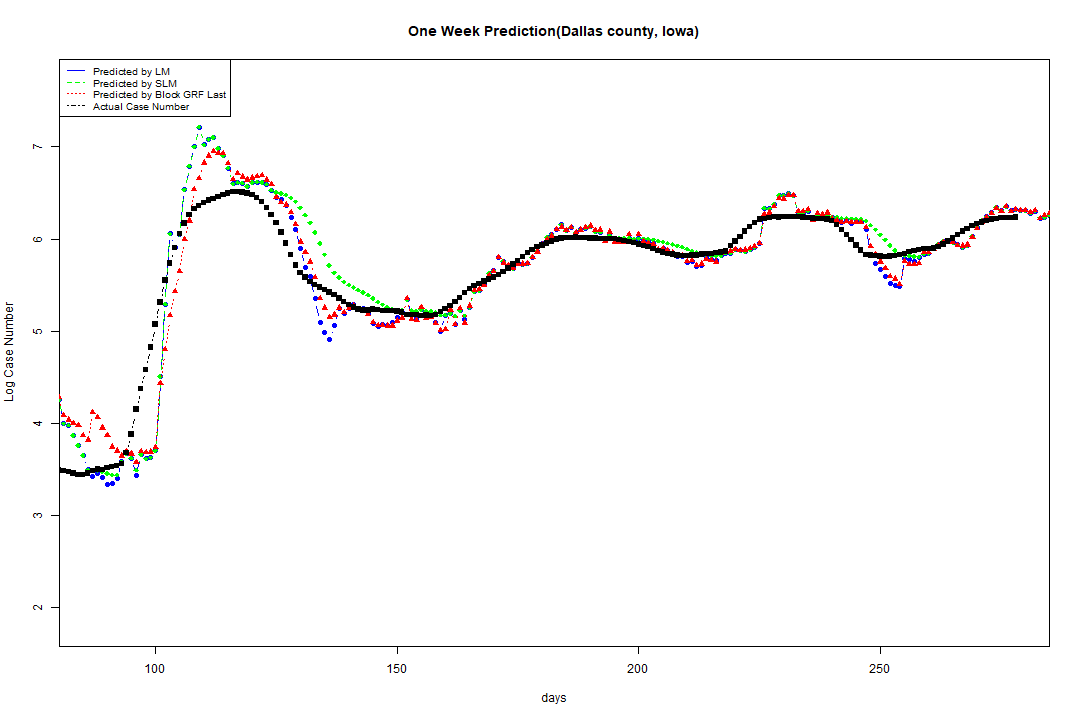 One Week Prediction(Dallas county, Iowa)
Predicted by LM
Predicted by SLM
Predicted by Block GRF Last
Actual Case Number
7
6
5
4
3
2
Log Case Number
100 150 200 250
days